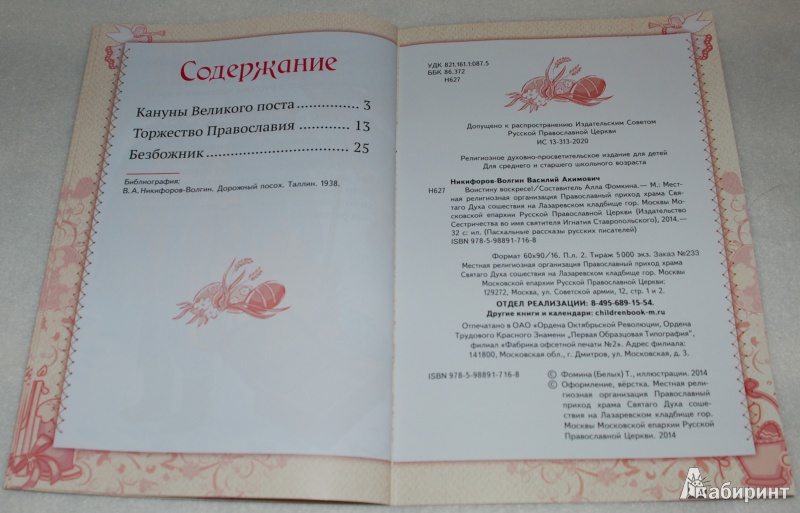 Содержание
Кануны Великого поста 3
Торжество Православия 13
Безбожник 25
Библиография:
В. А. Никифоров-Волгин. Дорожный посох. Таллин. 1938.
УДК 821.161.1:087.5
ББК 86.372
Н627
Допущено к распространению Издательским Советом
Русской Православной Церкви
ИС 13-313-2020
Религиозное духовно-просветительское издание для детей
Для среднего и старшего школьного возраста
Никифоров-Волгин Василий Акимович
Н627 Воистину воскресе!/Составитель Алла Фомкина.— М.: Мест-
ная религиозная организация Православный приход храма Свя-
таго Духа сошествия на Лазаревском кладбище гор. Москвы Мо-
сковской епархии Русской Православной Церкви (Издательство
Сестричества во имя святителя Игнатия Ставропольского), 2014.—
32 с: ил. (Пасхальные рассказы русских писателей)
ISBN 978-5-98891-716-8
Формат 60х90/16. П.л. 2. Тираж 5 000 экз. Заказ №233
Местная религиозная организация Православный приход храма
Святаго Духа сошествия на Лазаревском кладбище гор. Москвы
Московской епархии Русской Православной Церкви:
129272, Москва, ул. Советской армии, 12, стр. 1 и 2.
ОТДЕЛ РЕАЛИЗАЦИИ: 8-495-689-15-54.
Другие книги и календари: childrenbook-m.ru
Отпечатано в ОАО «Ордена Октябрьской Революции, Ордена
Трудового Красного Знамени „Первая Образцовая Типография",
филиал «Фабрика офсетной печати №2». Адрес филиала:
141800, Московская обл., г. Дмитров, ул. Московская, д. 3.
ISBN 978-5-98891-716-8
© Фомина (Белых) Т., иллюстрации. 2014
© Оформление, вёрстка. Местная рели-
гиозная организация Православный
приход храма Святаго Духа соше-
ствия на Лазаревском кладбище гор.
Москвы Московской епархии Русской
Православной Церкви. 2014
Лабиринт